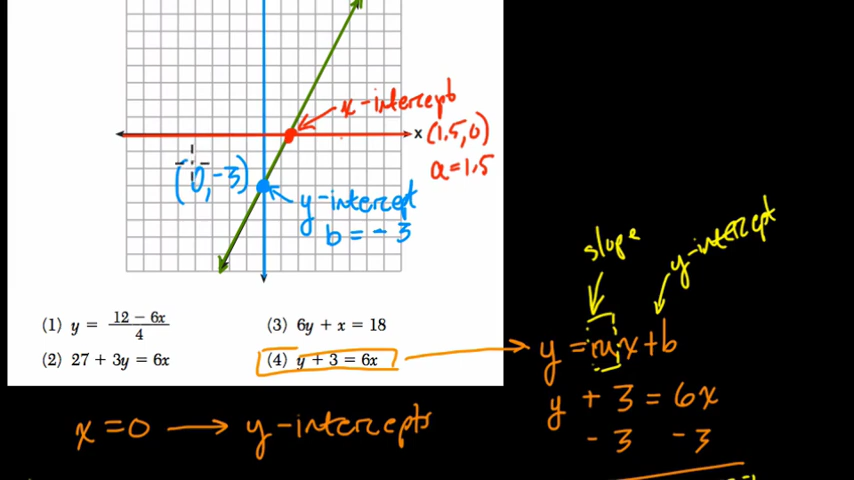 x-intercept
x (1.5, 0)
a = 1.5
(0, -3)
y-intercept
b = - 3
slope
y-intercept
(1) y = 12 − 6x / 4
(3) 6y + x = 18
(2) 27 + 3y = 6x
(4) y + 3 = 6x
y = mx + b
y + 3 = 6x
- 3 - 3
x = 0 → y-intercepts